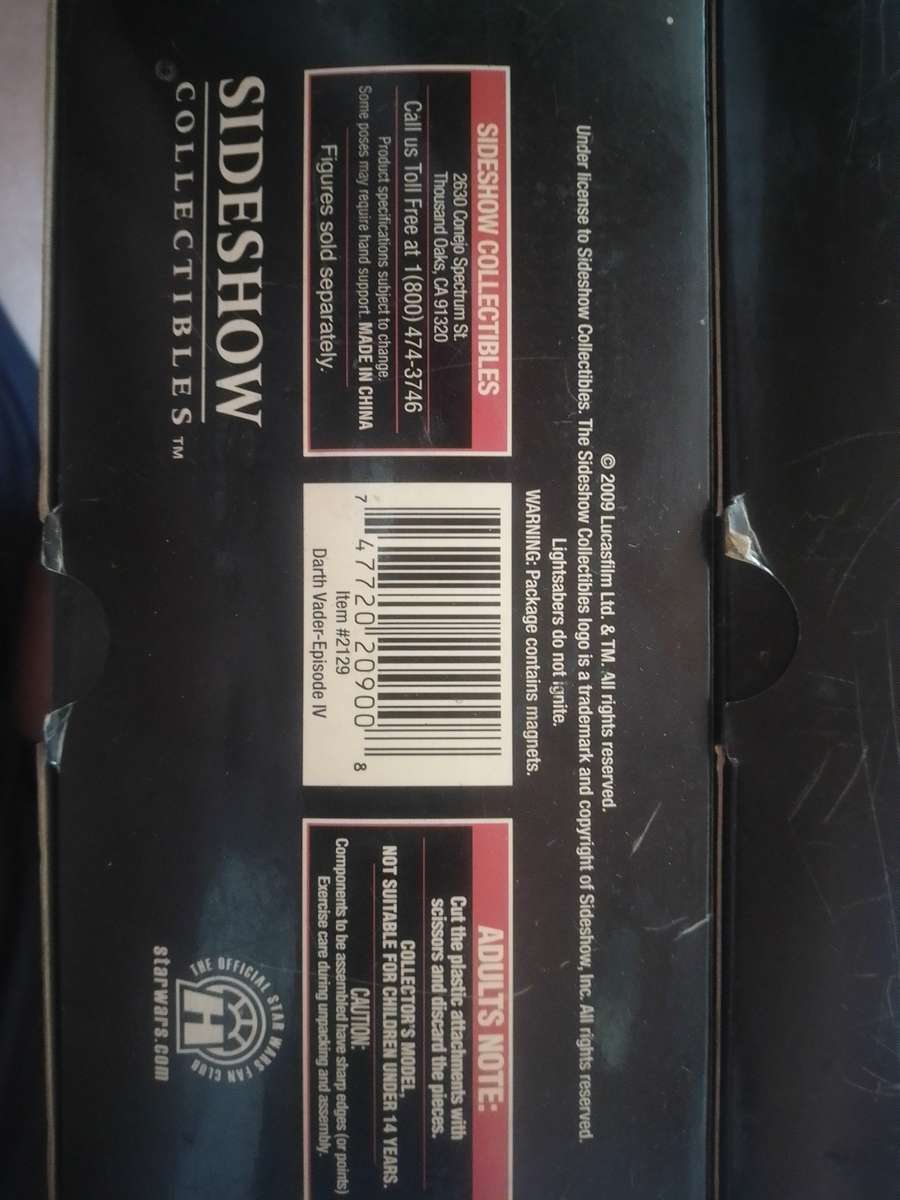 © 2009 Lucasfilm Ltd. & TM. All rights reserved.
Under license to Sideshow Collectibles. The Sideshow Collectibles logo is a trademark and copyright of Sideshow, Inc. All rights reserved.
Lightsabers do not ignite.
WARNING: Package contains magnets.
SIDESHOW COLLECTIBLES
2630 Conejo Spectrum St.
Thousand Oaks, CA 91320
Call us Toll Free at 1(800) 474-3746
Product specifications subject to change.
Some poses may require hand support. MADE IN CHINA
Figures sold separately.
7 47720 20900 8
Item #2129
Darth Vader-Episode IV
ADULTS NOTE:
Cut the plastic attachments with
scissors and discard the pieces.
COLLECTOR'S MODEL,
NOT SUITABLE FOR CHILDREN UNDER 14 YEARS.
CAUTION:
Components to be assembled have sharp edges (or points)
Exercise care during unpacking and assembly.
SIDESHOW
COLLECTIBLES TM
THE OFFICIAL STAR WARS FAN CLUB
H
starwars.com